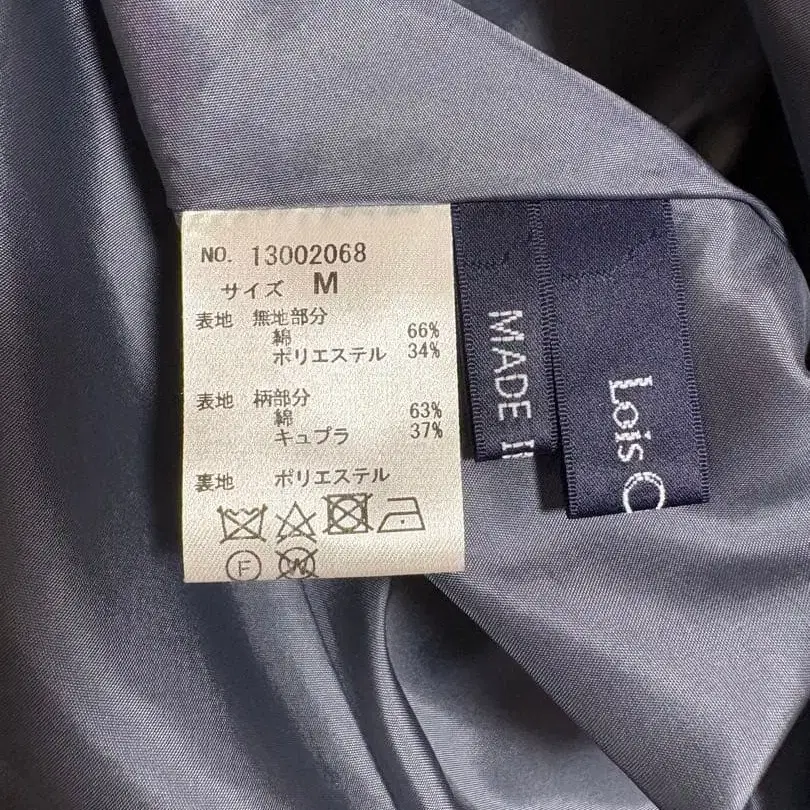 NO. 13002068
サイズ M
表地 無地部分
綿 66%
ポリエステル 34%
表地 柄部分
綿 63%
キュプラ 37%
裏地 ポリエステル
F W
MADE I
Lois C